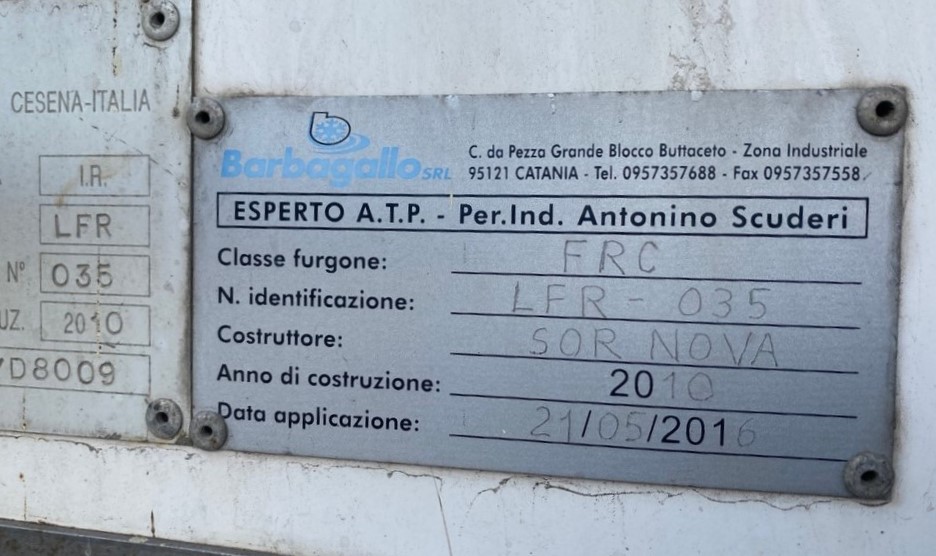 CESENA-ITALIA
I.R.
LFR
N° 035
UZ. 2010
D8009
Barbagallo SRL
C. da Pezza Grande Blocco Buttaceto - Zona Industriale
95121 CATANIA - Tel. 0957357688 - Fax 0957357558
ESPERTO A.T.P. - Per.Ind. Antonino Scuderi
Classe furgone: FRC
N. identificazione: LFR - 035
Costruttore: SOR NOVA
Anno di costruzione: 2010
Data applicazione: 21/05/2016